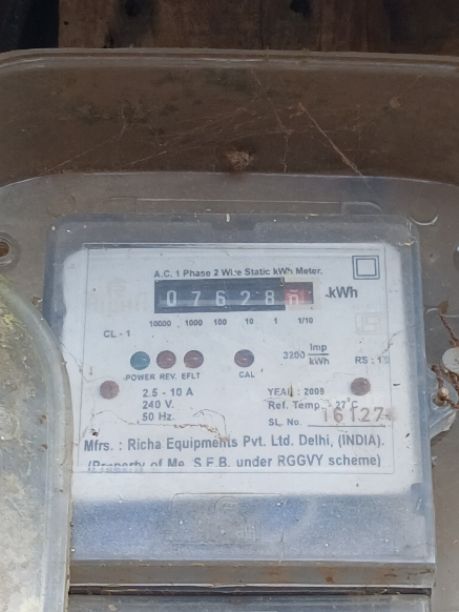 A.C. 1 Phase 2 Wire Static kWh Meter.
07628 kWh
10000 1000 100 10 1 1/10
CL - 1
3200 Imp/kWh
POWER REV. EFLT CAL
2.5 - 10 A
YEAR : 2009
240 V.
Ref. Temp. 27°C
50 Hz.
SL. No. 16127
Mfrs. : Richa Equipments Pvt. Ltd. Delhi, (INDIA).
(Property of Me. S.E.B. under RGGVY scheme)